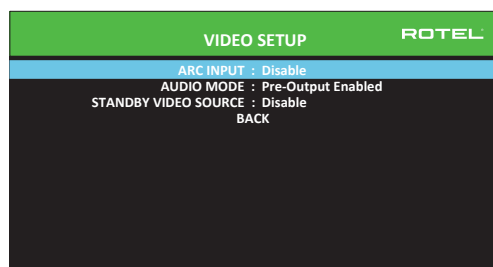 VIDEO SETUP
ROTEL
ARC INPUT : Disable
AUDIO MODE : Pre-Output Enabled
STANDBY VIDEO SOURCE : Disable
BACK